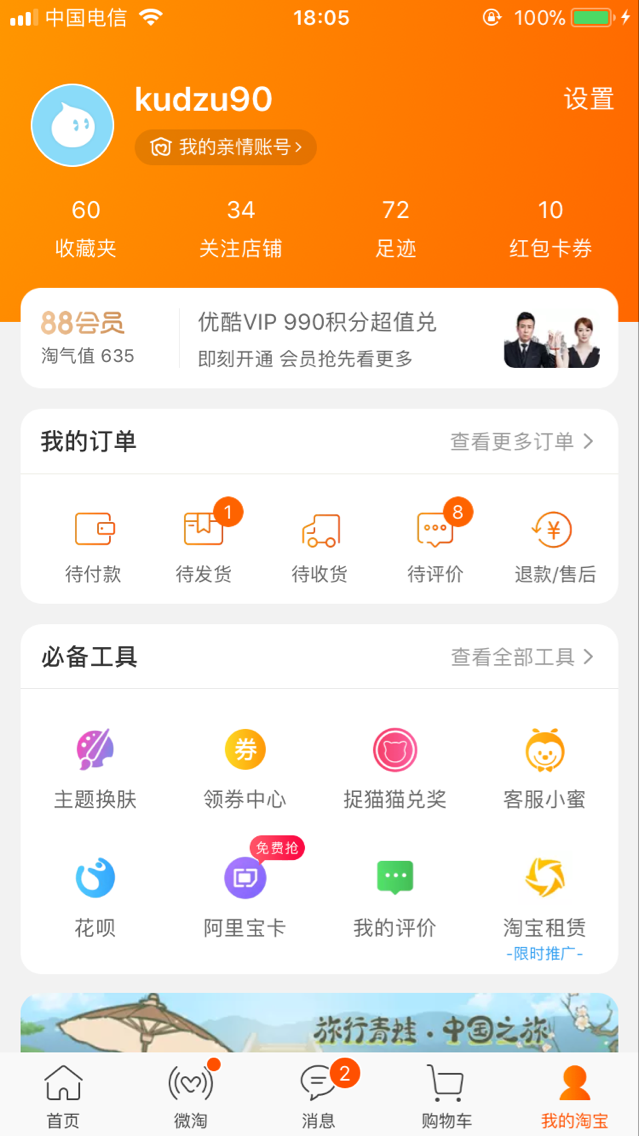 中国电信 18:05 100%
kudzu90
设置
我的亲情账号
60 34 72 10
收藏夹 关注店铺 足迹 红包卡券
88会员
淘气值 635
优酷VIP 990积分超值兑
即刻开通 会员抢先看更多
我的订单 查看更多订单
1 8
待付款 待发货 待收货 待评价 退款/售后
必备工具 查看全部工具
券
主题换肤 领券中心 捉猫猫兑奖 客服小蜜
免费抢
花呗 阿里宝卡 我的评价 淘宝租赁
-限时推广-
旅行青蛙·中国之旅
2
首页 微淘 消息 购物车 我的淘宝